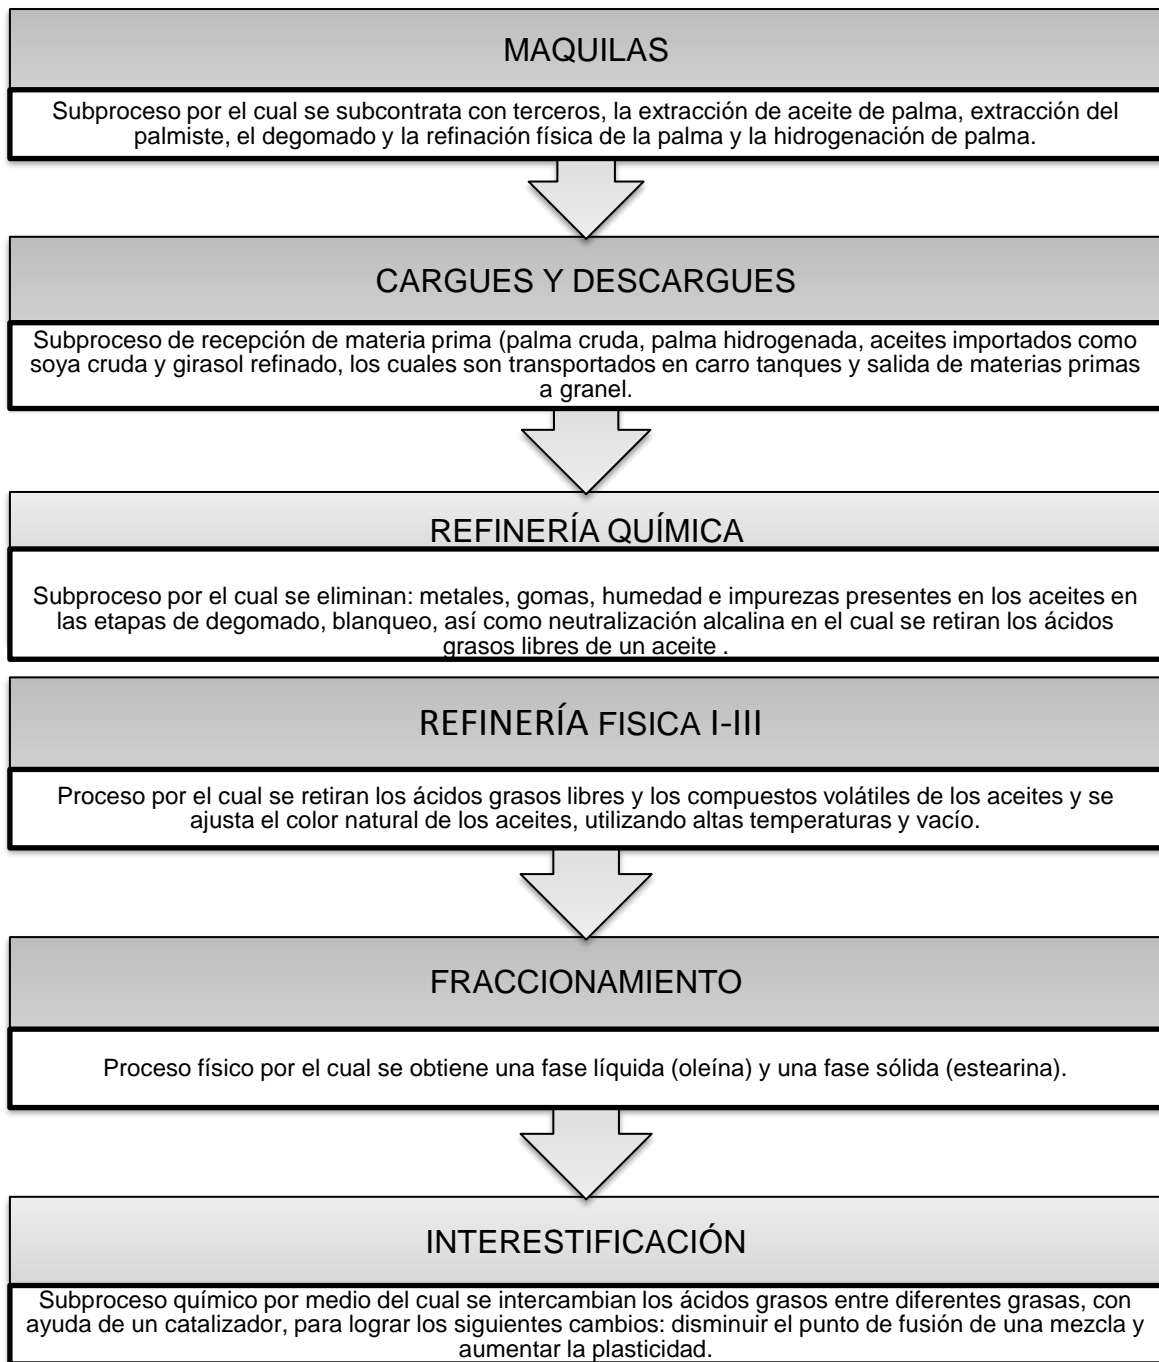 MAQUILAS
Subproceso por el cual se subcontrata con terceros, la extracción de aceite de palma, extracción del
palmiste, el degomado y la refinación física de la palma y la hidrogenación de palma.
CARGUES Y DESCARGUES
Subproceso de recepción de materia prima (palma cruda, palma hidrogenada, aceites importados como
soya cruda y girasol refinado, los cuales son transportados en carro tanques y salida de materias primas
a granel.
REFINERÍA QUÍMICA
Subproceso por el cual se eliminan: metales, gomas, humedad e impurezas presentes en los aceites en
las etapas de degomado, blanqueo, así como neutralización alcalina en el cual se retiran los ácidos
grasos libres de un aceite .
REFINERÍA FISICA I-III
Proceso por el cual se retiran los ácidos grasos libres y los compuestos volátiles de los aceites y se
ajusta el color natural de los aceites, utilizando altas temperaturas y vacío.
FRACCIONAMIENTO
Proceso físico por el cual se obtiene una fase líquida (oleína) y una fase sólida (estearina).
INTERESTIFICACIÓN
Subproceso químico por medio del cual se intercambian los ácidos grasos entre diferentes grasas, con
ayuda de un catalizador, para lograr los siguientes cambios: disminuir el punto de fusión de una mezcla y
aumentar la plasticidad.